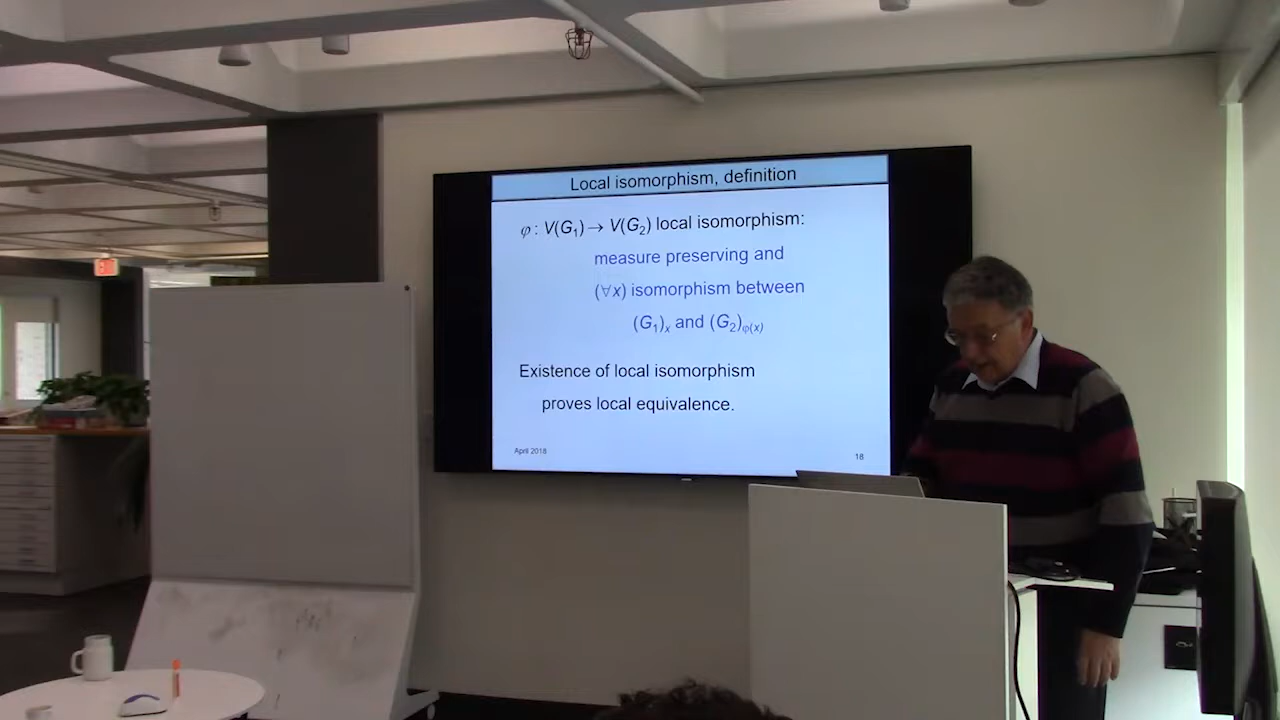 Local isomorphism, definition
φ : V(G₁) → V(G₂) local isomorphism:
measure preserving and
(∀x) isomorphism between
(G₁)ₓ and (G₂)φ(x)
Existence of local isomorphism
proves local equivalence.
April 2018
18